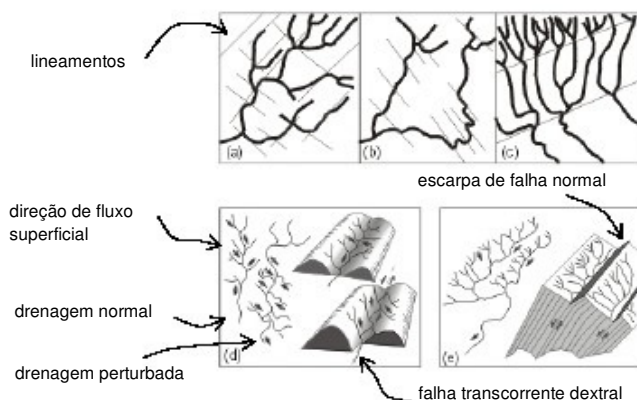 lineamentos
(a)
(b)
(c)
escarpa de falha normal
direção de fluxo
superficial
drenagem normal
drenagem perturbada
(d)
(e)
falha transcorrente dextral